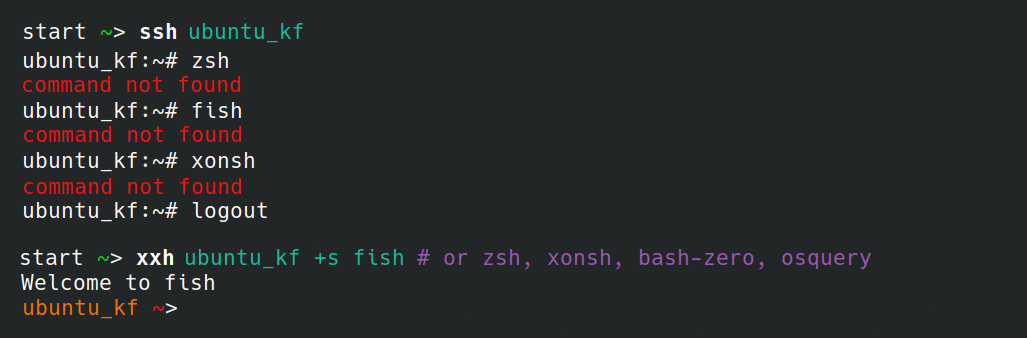 start ~> ssh ubuntu_kf
ubuntu_kf:~# zsh
command not found
ubuntu_kf:~# fish
command not found
ubuntu_kf:~# xonsh
command not found
ubuntu_kf:~# logout
start ~> xxh ubuntu_kf +s fish # or zsh, xonsh, bash-zero, osquery
Welcome to fish
ubuntu_kf ~>